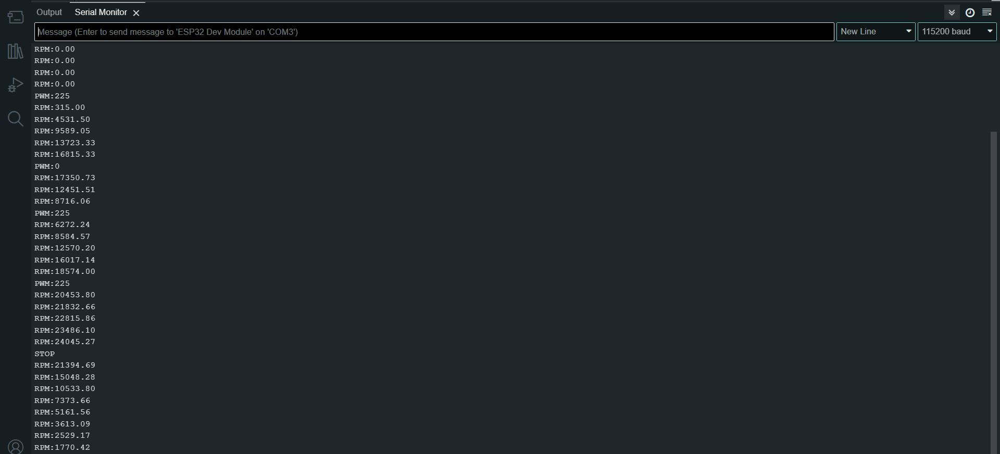 Output Serial Monitor
Message (Enter to send message to 'ESP32 Dev Module' on 'COM3') New Line 115200 baud
RPM:0.00
RPM:0.00
RPM:0.00
RPM:0.00
PWM:225
RPM:315.00
RPM:4531.50
RPM:9589.05
RPM:13723.33
RPM:16815.33
PWM:0
RPM:17350.73
RPM:12451.51
RPM:8716.06
PWM:225
RPM:6272.24
RPM:8584.57
RPM:12570.20
RPM:16017.14
RPM:18574.00
PWM:225
RPM:20453.80
RPM:21832.66
RPM:22815.86
RPM:23486.10
RPM:24045.27
STOP
RPM:21394.69
RPM:15048.28
RPM:10533.80
RPM:7373.66
RPM:5161.56
RPM:3613.09
RPM:2529.17
RPM:1770.42